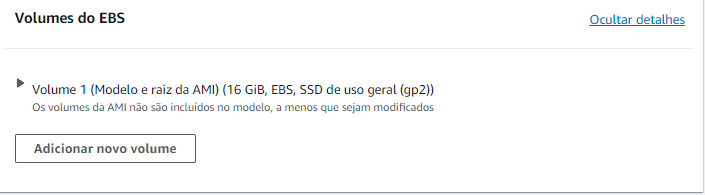 Volumes do EBS
Ocultar detalhes
Volume 1 (Modelo e raiz da AMI) (16 GiB, EBS, SSD de uso geral (gp2))
Os volumes da AMI não são incluídos no modelo, a menos que sejam modificados
Adicionar novo volume